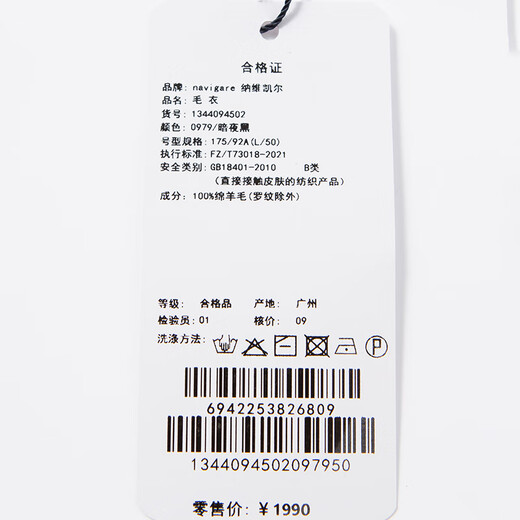 合格证
品牌: navigare 纳维凯尔
品名: 毛 衣
货号: 1344094502
颜色: 0979/暗夜黑
号型规格: 175/92A(L/50)
执行标准: FZ/T73018-2021
安全类别: GB18401-2010 B类
(直接接触皮肤的纺织产品)
成分: 100%绵羊毛(罗纹除外)
等级: 合格品 产地: 广州
检验员: 01 核价: 09
洗涤方法: P
6942253826809
1344094502097950
零售价: ¥ 1990